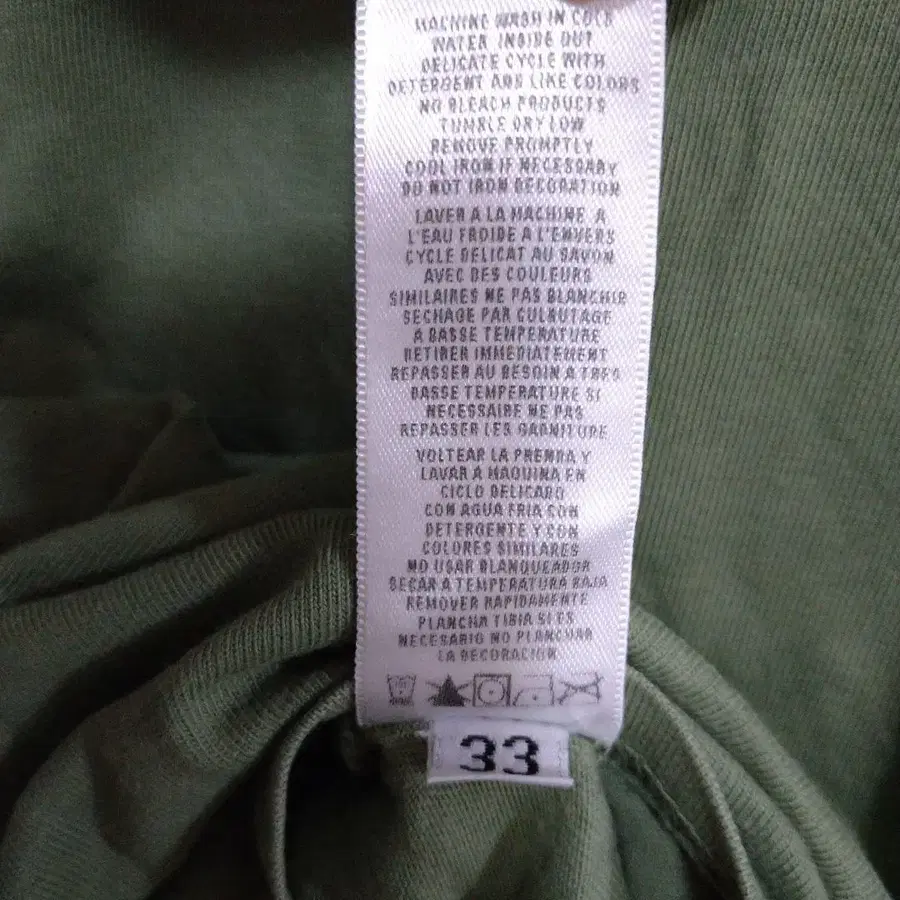 MACHINE WASH IN COLD
WATER INSIDE OUT
DELICATE CYCLE WITH
DETERGENT AND LIKE COLORS
NO BLEACH PRODUCTS
TUMBLE DRY LOW
REMOVE PROMPTLY
COOL IRON IF NECESSARY
DO NOT IRON DECORATION
LAVER A LA MACHINE A
L'EAU FROIDE A L'ENVERS
CYCLE DELICAT AU SAVON
AVEC DES COULEURS
SIMILAIRES NE PAS BLANCHIR
SECHAGE PAR CULBUTAGE
A BASSE TEMPERATURE
RETIRER IMMEDIATEMENT
REPASSER AU BESOIN A TRES
BASSE TEMPERATURE SI
NECESSAIRE NE PAS
REPASSER LES GARNITURE
VOLTEAR LA PRENDA Y
LAVAR A MAQUINA EN
CICLO DELICADO
CON AGUA FRIA CON
DETERGENTE Y CON
COLORES SIMILARES
NO USAR BLANQUEADOR
SECAR A TEMPERATURA BAJA
REMOVER RAPIDAMENTE
PLANCHA TIBIA SI ES
NECESARIO NO PLANCHAR
LA DECORACION
33